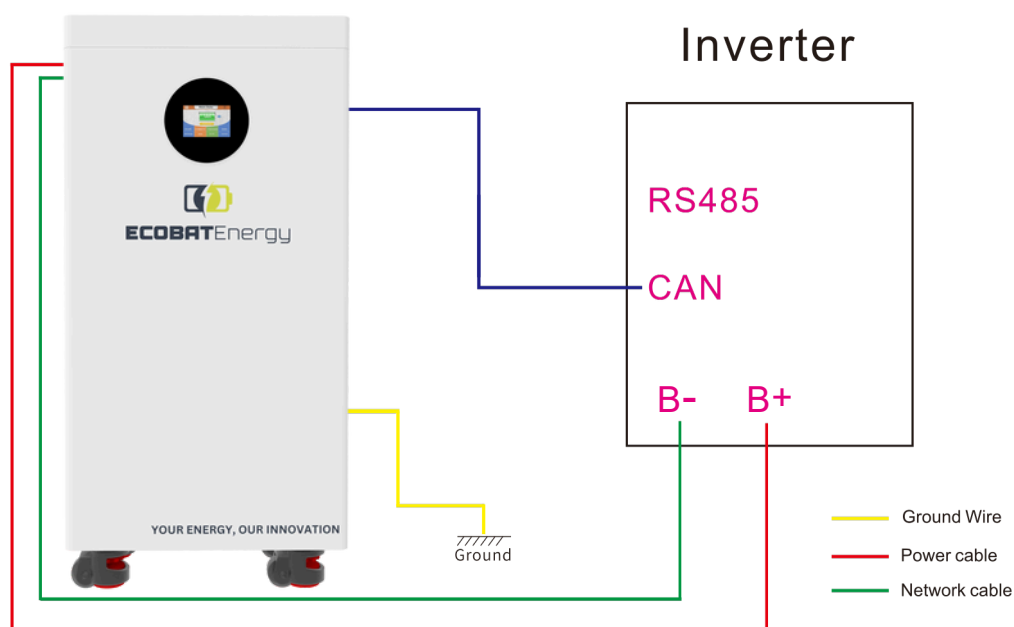 Inverter
RS485
CAN
B- B+
ECOBATEnergy
YOUR ENERGY, OUR INNOVATION
Ground
Ground Wire
Power cable
Network cable